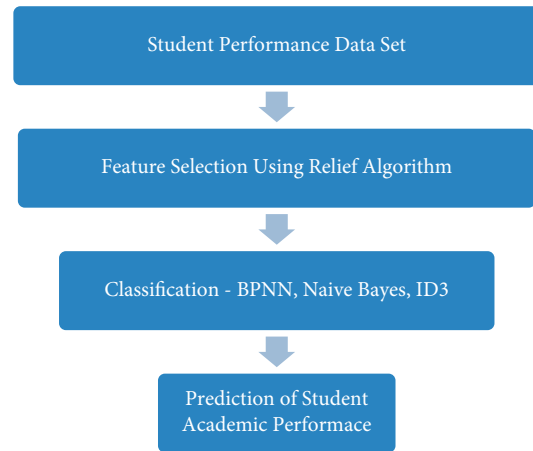 Student Performance Data Set
Feature Selection Using Relief Algorithm
Classification - BPNN, Naive Bayes, ID3
Prediction of Student
Academic Performace